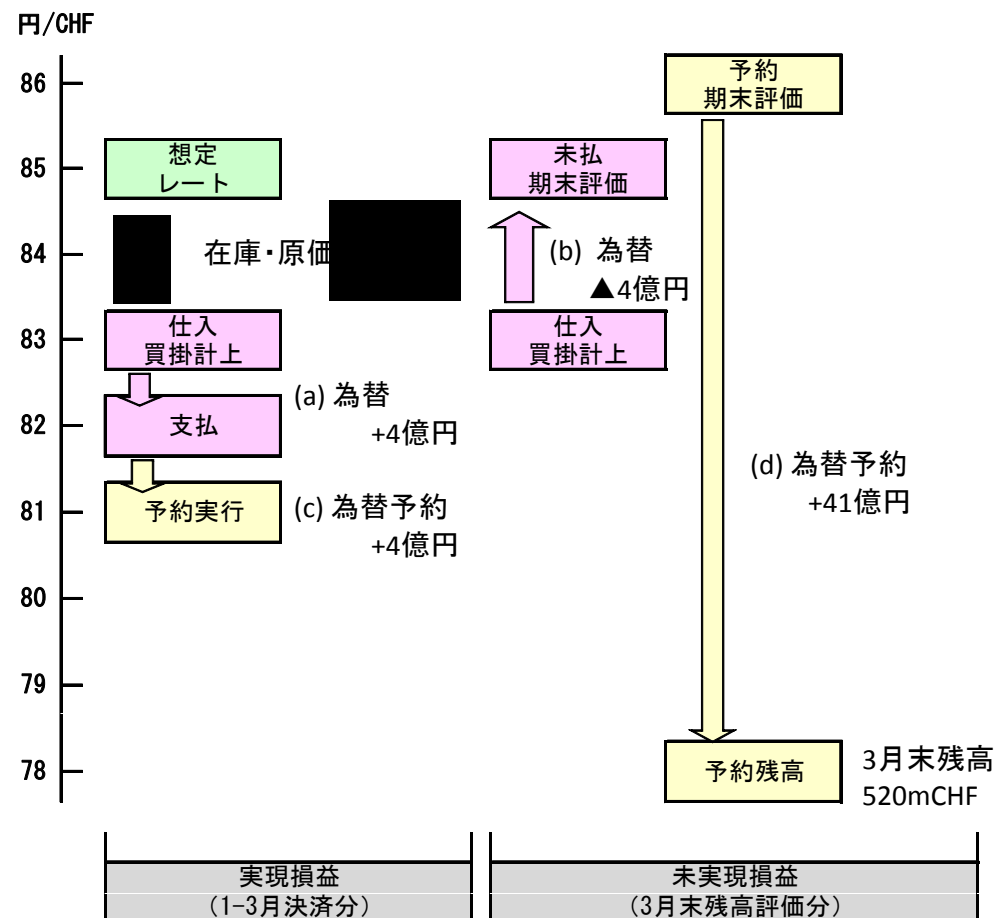 円/CHF
86
85
84
83
82
81
80
79
78
想定
レート
在庫・原価
仕入
買掛計上
支払
予約実行
(a) 為替
+4億円
(c) 為替予約
+4億円
未払
期末評価
(b) 為替
▲4億円
仕入
買掛計上
予約
期末評価
(d) 為替予約
+41億円
予約残高
3月末残高
520mCHF
実現損益
(1-3月決済分)
未実現損益
(3月末残高評価分)